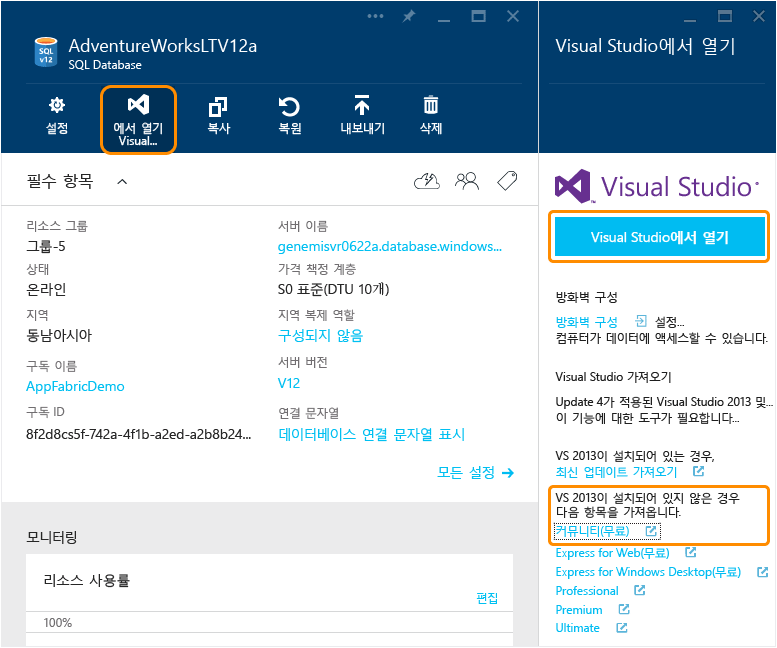 AdventureWorksLTV12a
SQL Database
SQL
v12
설정
에서 열기
Visual...
복사
복원
내보내기
삭제
필수 항목
리소스 그룹
그룹-5
상태
온라인
지역
동남아시아
구독 이름
AppFabricDemo
구독 ID
8f2d8cs5f-742a-4f1b-a2ed-a2b8b24...
서버 이름
genemisvr0622a.database.windows...
가격 책정 계층
S0 표준(DTU 10개)
지역 복제 역할
구성되지 않음
서버 버전
V12
연결 문자열
데이터베이스 연결 문자열 표시
모든 설정 →
모니터링
리소스 사용률
편집
100%
Visual Studio에서 열기
Visual Studio
Visual Studio에서 열기
방화벽 구성
방화벽 구성 설정...
컴퓨터가 데이터에 액세스할 수 있습니다.
Visual Studio 가져오기
Update 4가 적용된 Visual Studio 2013 및...
이 기능에 대한 도구가 필요합니다...
VS 2013이 설치되어 있는 경우,
최신 업데이트 가져오기
VS 2013이 설치되어 있지 않은 경우
다음 항목을 가져옵니다.
커뮤니티(무료)
Express for Web(무료)
Express for Windows Desktop(무료)
Professional
Premium
Ultimate